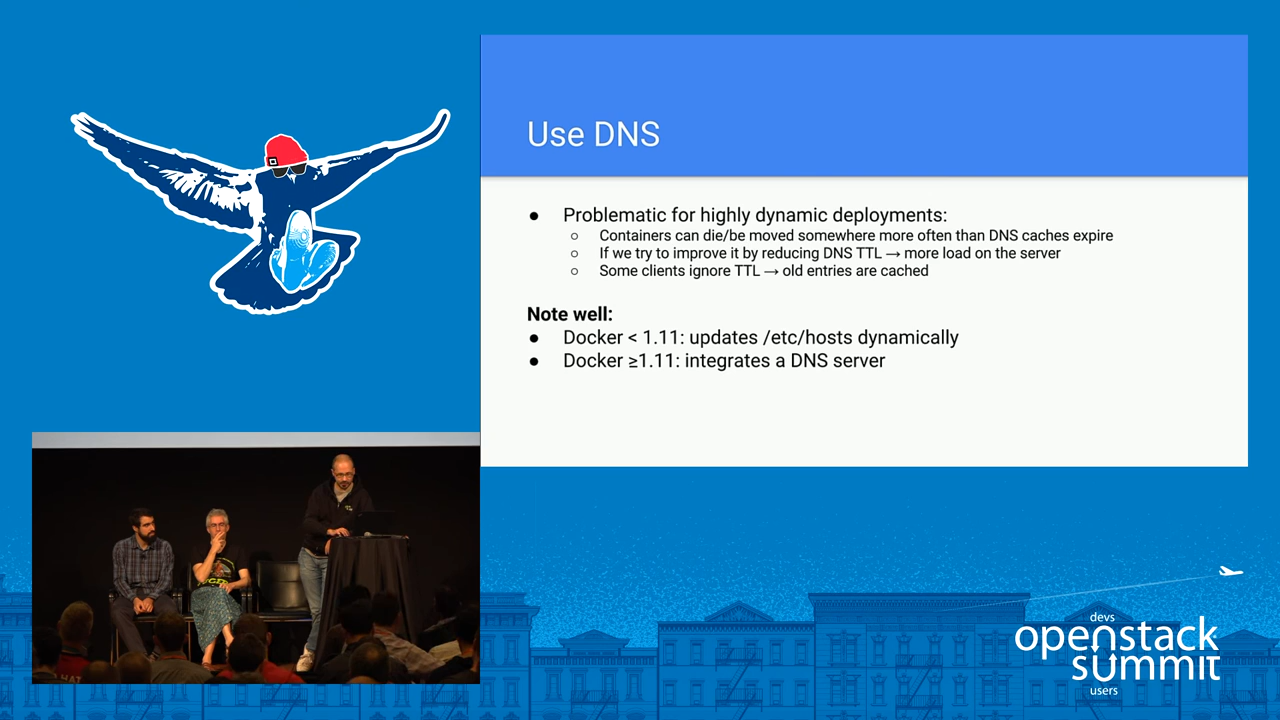 Use DNS
● Problematic for highly dynamic deployments:
○ Containers can die/be moved somewhere more often than DNS caches expire
○ If we try to improve it by reducing DNS TTL → more load on the server
○ Some clients ignore TTL → old entries are cached
Note well:
● Docker < 1.11: updates /etc/hosts dynamically
● Docker ≥1.11: integrates a DNS server
devs
openstack
summit
users